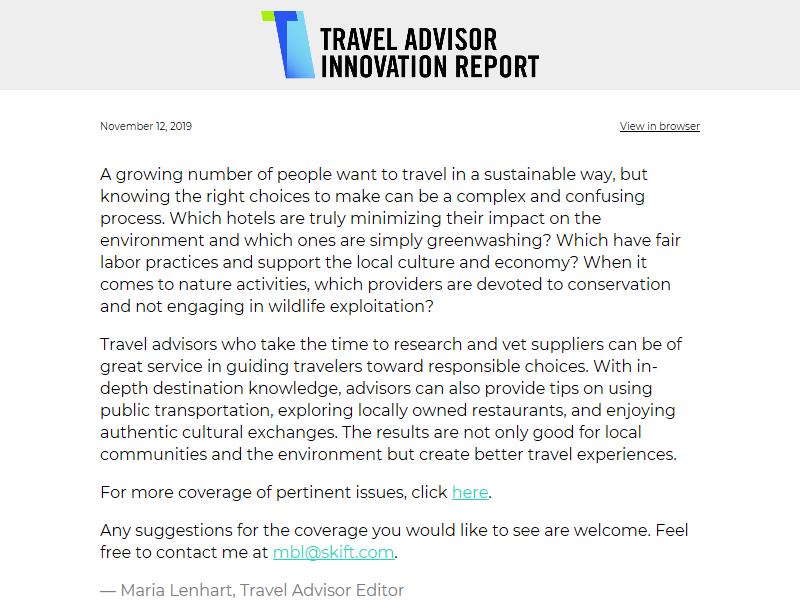 TRAVEL ADVISOR
INNOVATION REPORT
November 12, 2019
View in browser
A growing number of people want to travel in a sustainable way, but
knowing the right choices to make can be a complex and confusing
process. Which hotels are truly minimizing their impact on the
environment and which ones are simply greenwashing? Which have fair
labor practices and support the local culture and economy? When it
comes to nature activities, which providers are devoted to conservation
and not engaging in wildlife exploitation?
Travel advisors who take the time to research and vet suppliers can be of
great service in guiding travelers toward responsible choices. With in-
depth destination knowledge, advisors can also provide tips on using
public transportation, exploring locally owned restaurants, and enjoying
authentic cultural exchanges. The results are not only good for local
communities and the environment but create better travel experiences.
For more coverage of pertinent issues, click here.
Any suggestions for the coverage you would like to see are welcome. Feel
free to contact me at mbl@skift.com.
— Maria Lenhart, Travel Advisor Editor